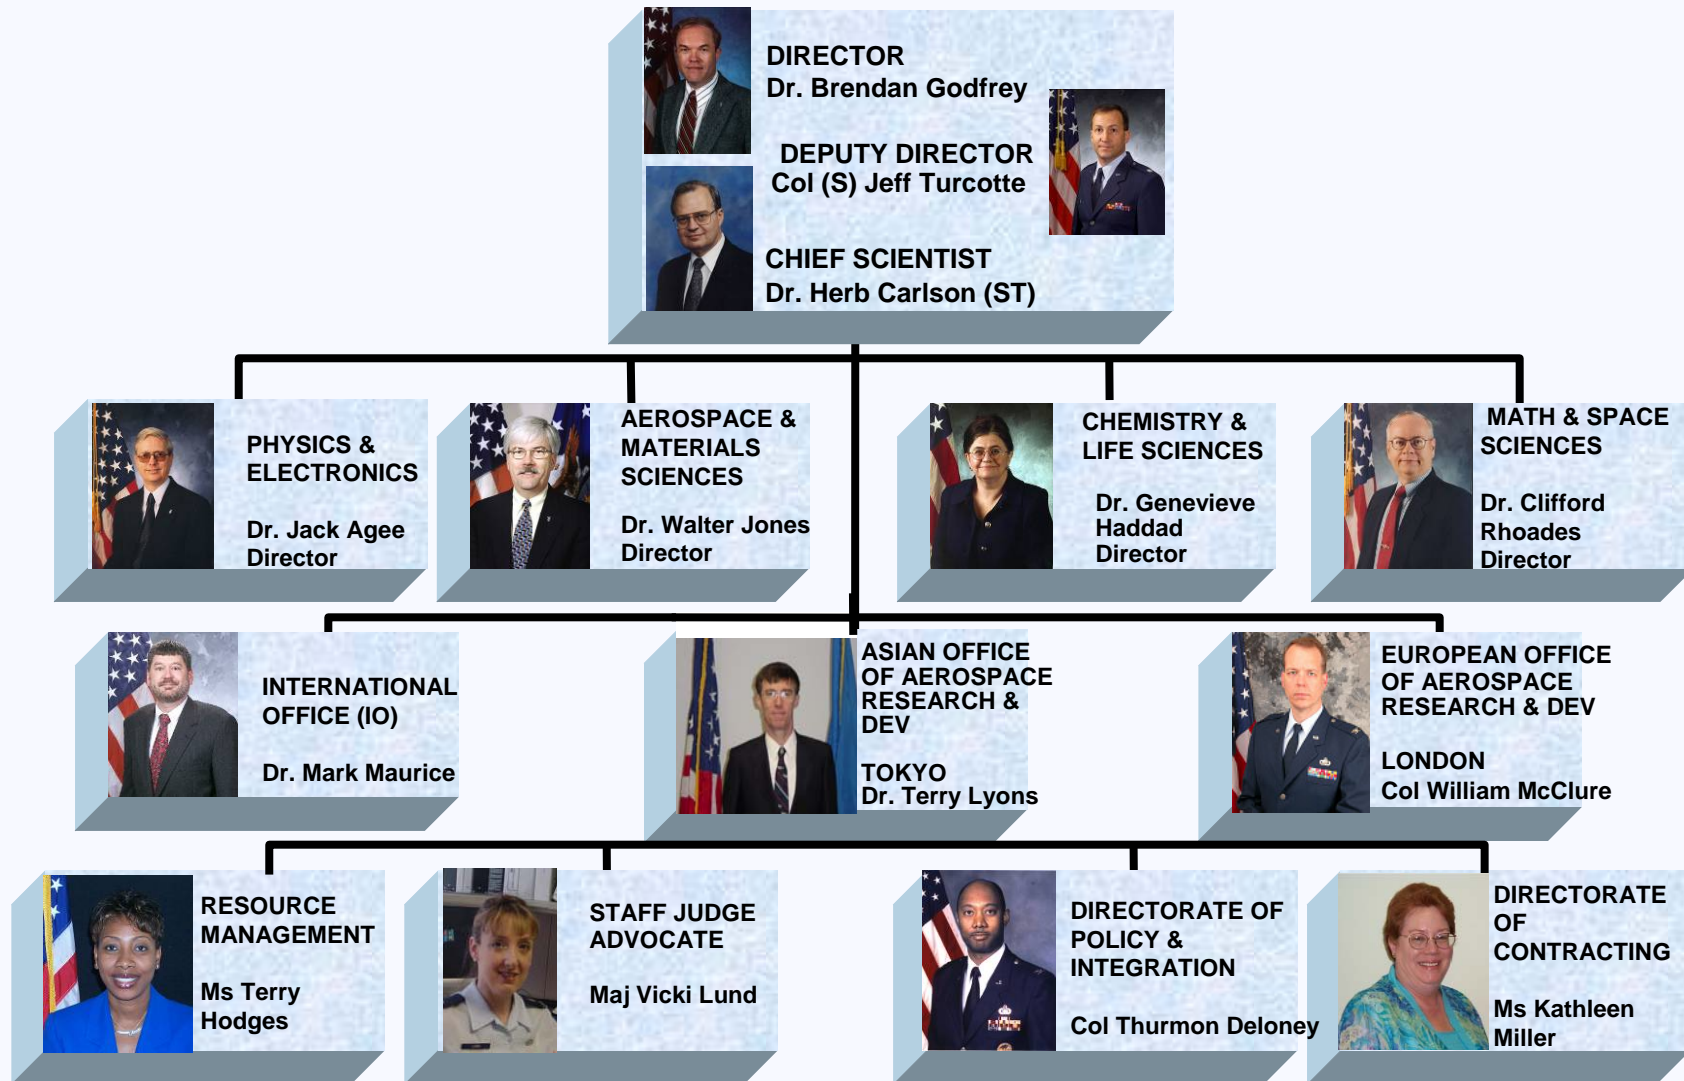 DIRECTOR
Dr. Brendan Godfrey
DEPUTY DIRECTOR
Col (S) Jeff Turcotte
CHIEF SCIENTIST
Dr. Herb Carlson (ST)
PHYSICS &
ELECTRONICS
Dr. Jack Agee
Director
AEROSPACE &
MATERIALS
SCIENCES
Dr. Walter Jones
Director
CHEMISTRY &
LIFE SCIENCES
Dr. Genevieve
Haddad
Director
MATH & SPACE
SCIENCES
Dr. Clifford
Rhoades
Director
INTERNATIONAL
OFFICE (IO)
Dr. Mark Maurice
ASIAN OFFICE
OF AEROSPACE
RESEARCH &
DEV
TOKYO
Dr. Terry Lyons
EUROPEAN OFFICE
OF AEROSPACE
RESEARCH & DEV
LONDON
Col William McClure
RESOURCE
MANAGEMENT
Ms Terry
Hodges
STAFF JUDGE
ADVOCATE
Maj Vicki Lund
DIRECTORATE OF
POLICY &
INTEGRATION
Col Thurmon Deloney
DIRECTORATE
OF
CONTRACTING
Ms Kathleen
Miller